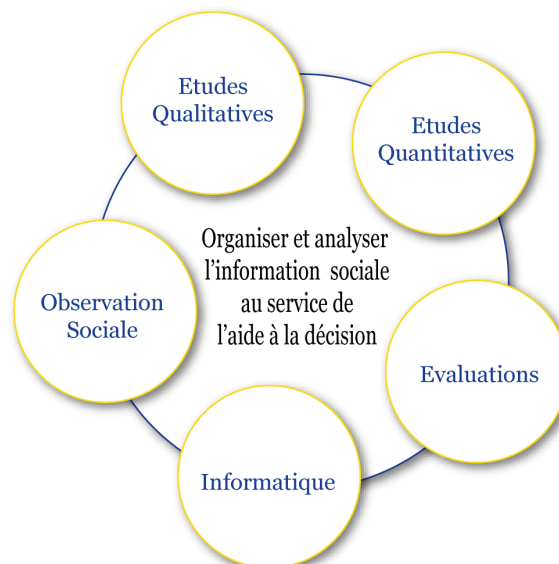 Etudes
Qualitatives
Etudes
Quantitatives
Organiser et analyser
l'information sociale
au service de
l'aide à la décision
Observation
Sociale
Evaluations
Informatique